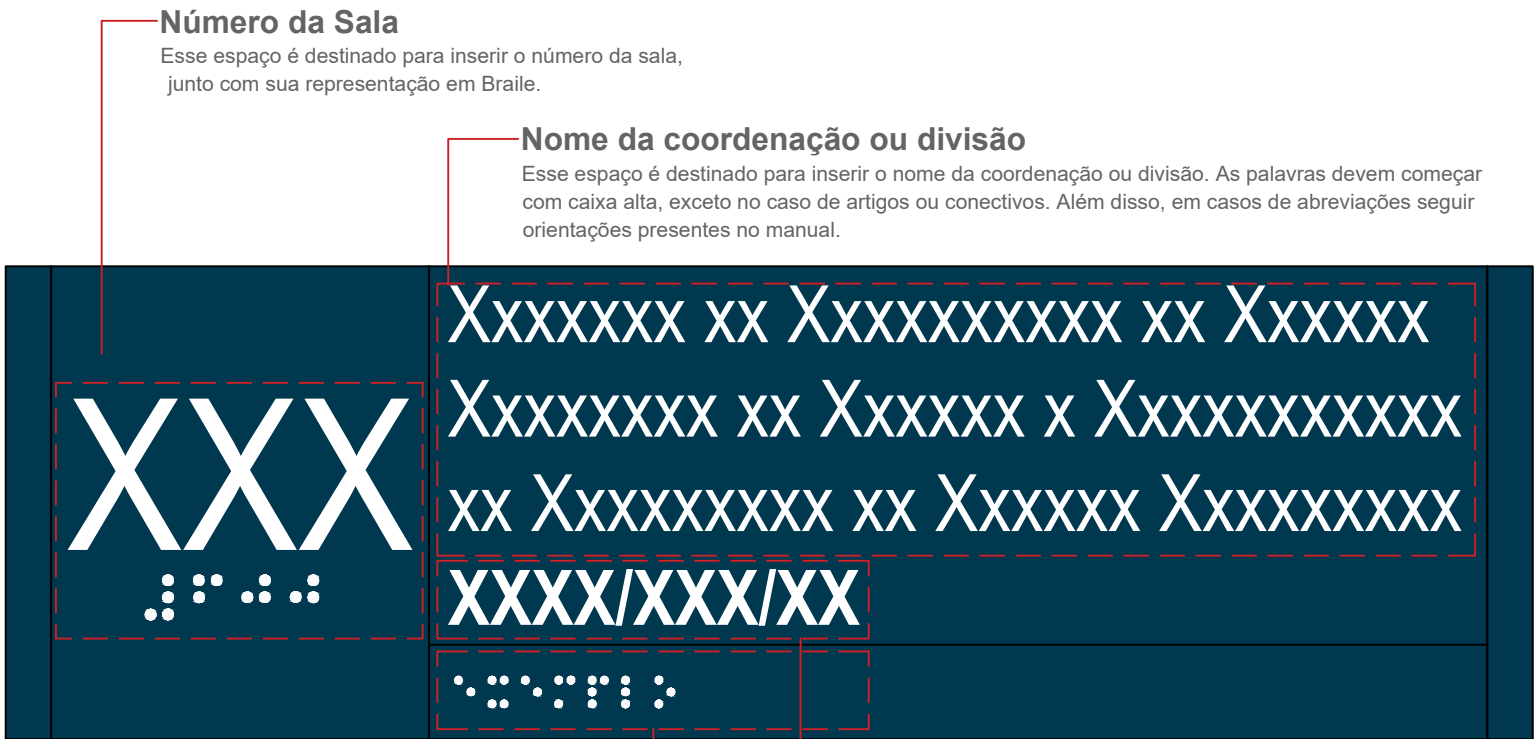 Número da Sala
Esse espaço é destinado para inserir o número da sala,
junto com sua representação em Braile.
Nome da coordenação ou divisão
Esse espaço é destinado para inserir o nome da coordenação ou divisão. As palavras devem começar
com caixa alta, exceto no caso de artigos ou conectivos. Além disso, em casos de abreviações seguir
orientações presentes no manual.
XXX
⠼⠋⠚⠚
Xxxxxxx xx Xxxxxxxxxx xx Xxxxxx
Xxxxxxxx xx Xxxxxx x Xxxxxxxxxxx
xx Xxxxxxxxx xx Xxxxxx Xxxxxxxxx
XXXX/XXX/XX
⠑⠭⠑⠍⠏⠇⠕